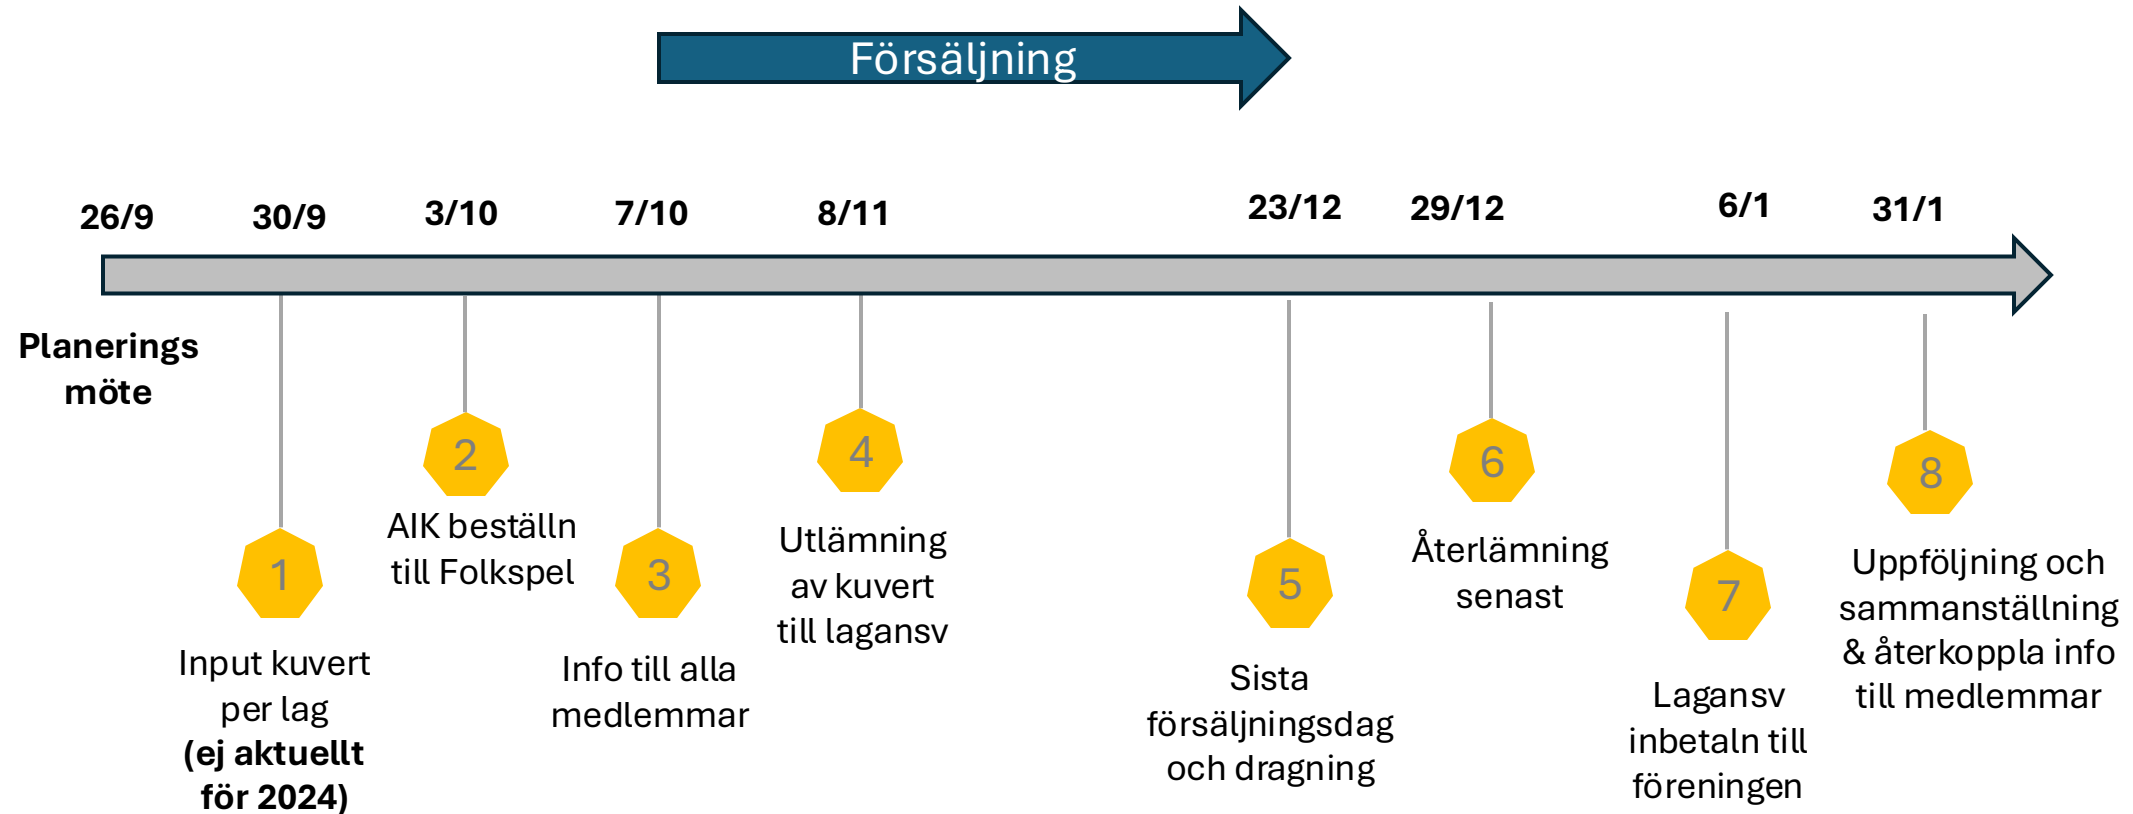 Försäljning
26/9
30/9
3/10
7/10
8/11
23/12
29/12
6/1
31/1
Planerings
möte
1
Input kuvert
per lag
(ej aktuellt
för 2024)
2
AIK beställn
till Folkspel
3
Info till alla
medlemmar
4
Utlämning
av kuvert
till lagansv
5
Sista
försäljningsdag
och dragning
6
Återlämning
senast
7
Lagansv
inbetaln till
föreningen
8
Uppföljning och
sammanställning
& återkoppla info
till medlemmar